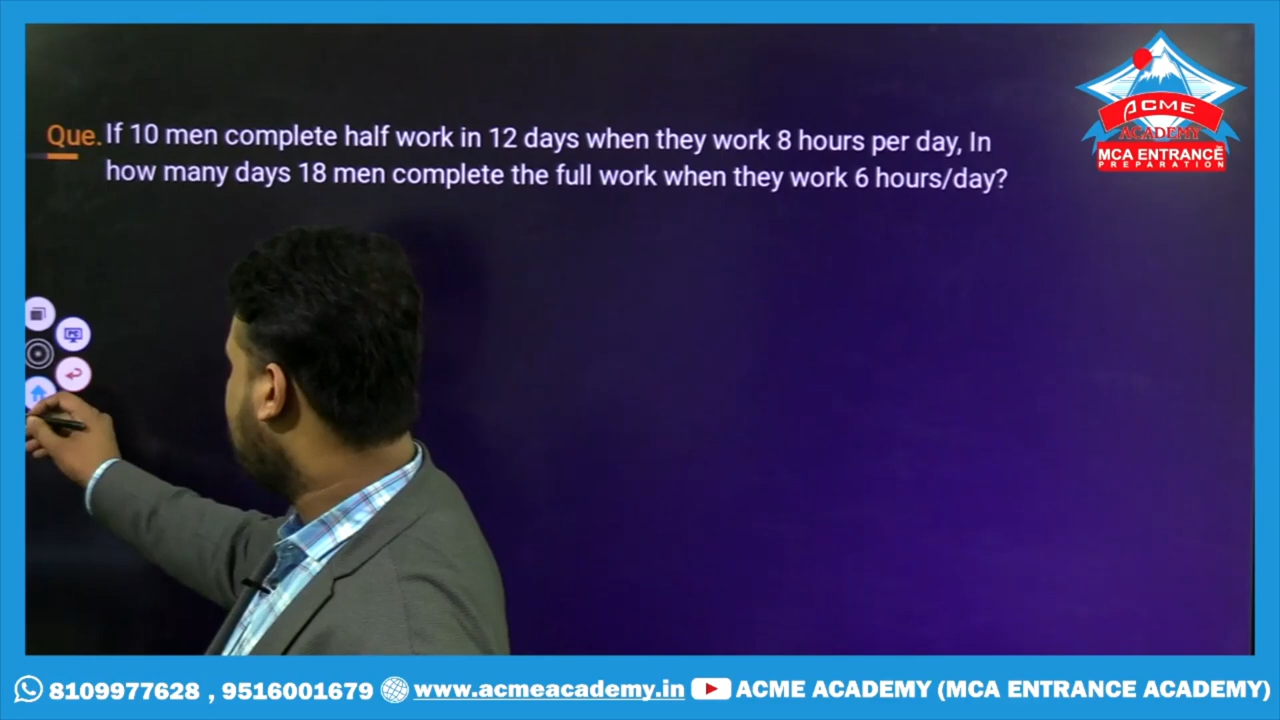 ACME
ACADEMY
MCA ENTRANCE
PREPARATION
Que. If 10 men complete half work in 12 days when they work 8 hours per day, In
how many days 18 men complete the full work when they work 6 hours/day?
PC
8109977628 , 9516001679 www.acmeacademy.in ACME ACADEMY (MCA ENTRANCE ACADEMY)